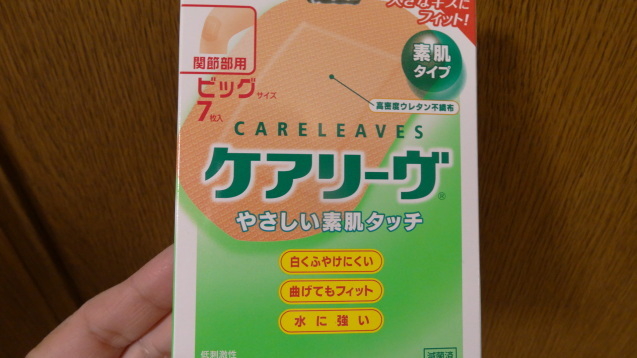 大きなキズに
フィット!
関節部用
素肌
タイプ
ビッグサイズ
7枚入
高密度ウレタン不織布
CARELEAVES
ケアリーヴ®
やさしい素肌タッチ
白くふやけにくい
曲げてもフィット
水に強い
低刺激性
滅菌済